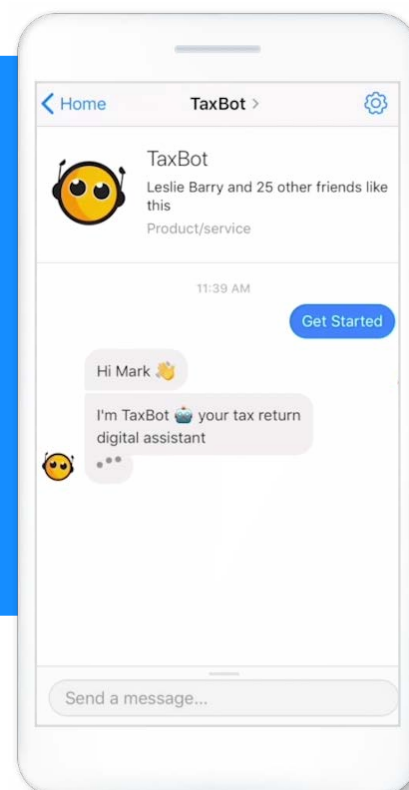 Home
TaxBot >
TaxBot
Leslie Barry and 25 other friends like
this
Product/service
11:39 AM
Get Started
Hi Mark 👋
I'm TaxBot 🤖 your tax return
digital assistant
Send a message...